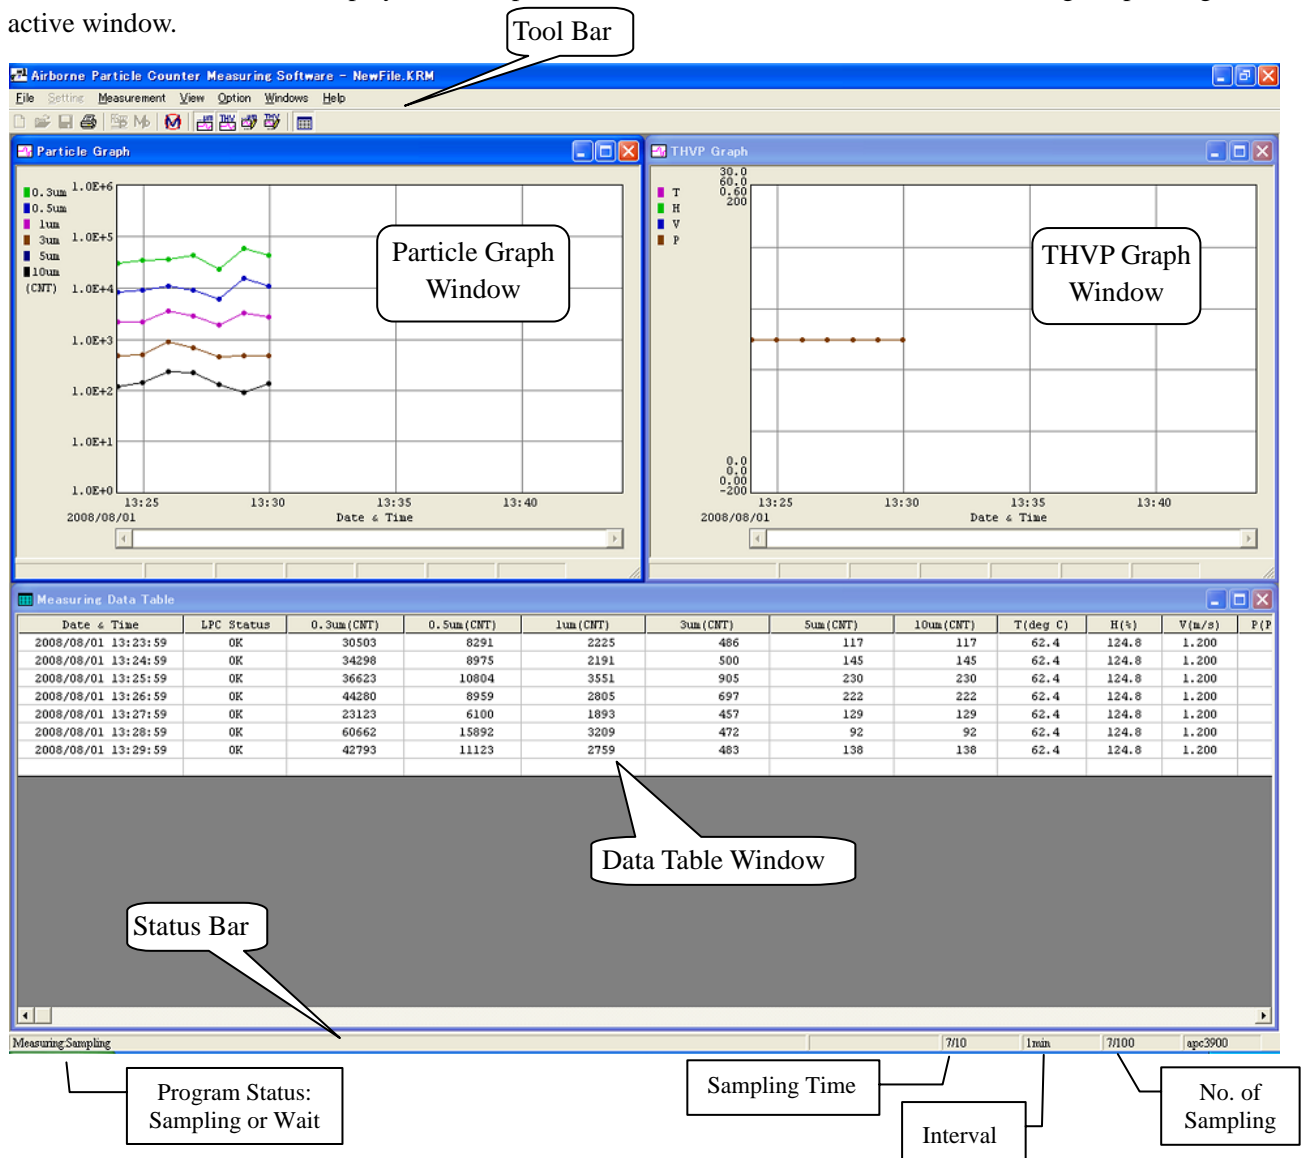 active window.
Tool Bar
Airborne Particle Counter Measuring Software - NewFile.KRM
File Setting Measurement View Option Windows Help
Particle Graph
0.3um
0.5um
1um
3um
5um
10um
(CNT)
1.0E+6
1.0E+5
1.0E+4
1.0E+3
1.0E+2
1.0E+1
1.0E+0
13:25 13:30 13:35 13:40
2008/08/01 Date & Time
Particle Graph
Window
THVP Graph
T
H
V
P
30.0
60.0
0.60
200
0.0
0.0
0.00
-200
13:25 13:30 13:35 13:40
2008/08/01 Date & Time
THVP Graph
Window
Measuring Data Table
Date & Time LPC Status 0.3um(CNT) 0.5um(CNT) 1um(CNT) 3um(CNT) 5um(CNT) 10um(CNT) T(deg C) H(%) V(m/s) P(P
2008/08/01 13:23:59 OK 30503 8291 2225 486 117 117 62.4 124.8 1.200
2008/08/01 13:24:59 OK 34298 8975 2191 500 145 145 62.4 124.8 1.200
2008/08/01 13:25:59 OK 36623 10804 3551 905 230 230 62.4 124.8 1.200
2008/08/01 13:26:59 OK 44280 8959 2805 697 222 222 62.4 124.8 1.200
2008/08/01 13:27:59 OK 23123 6100 1893 457 129 129 62.4 124.8 1.200
2008/08/01 13:28:59 OK 60662 15892 3209 472 92 92 62.4 124.8 1.200
2008/08/01 13:29:59 OK 42793 11123 2759 483 138 138 62.4 124.8 1.200
Data Table Window
Status Bar
Measuring:Sampling 7/10 1min 7/100 apc3900
Program Status:
Sampling or Wait
Sampling Time
Interval
No. of
Sampling